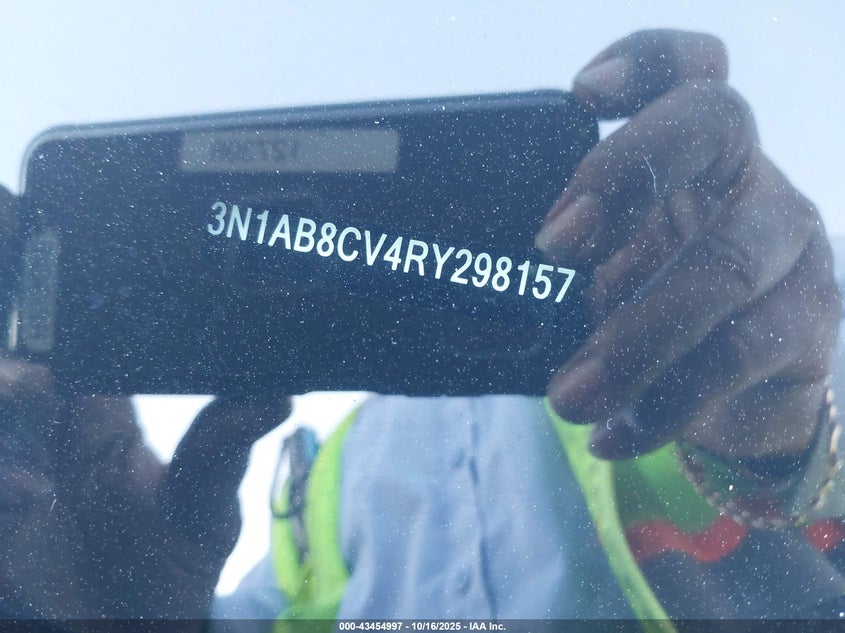 3N1AB8CV4RY298157
000-43454997 - 10/16/2025 - IAA Inc.